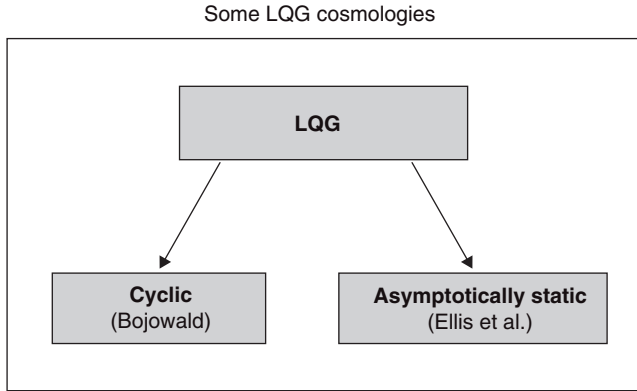 Some LQG cosmologies
LQG
Cyclic
(Bojowald)
Asymptotically static
(Ellis et al.)